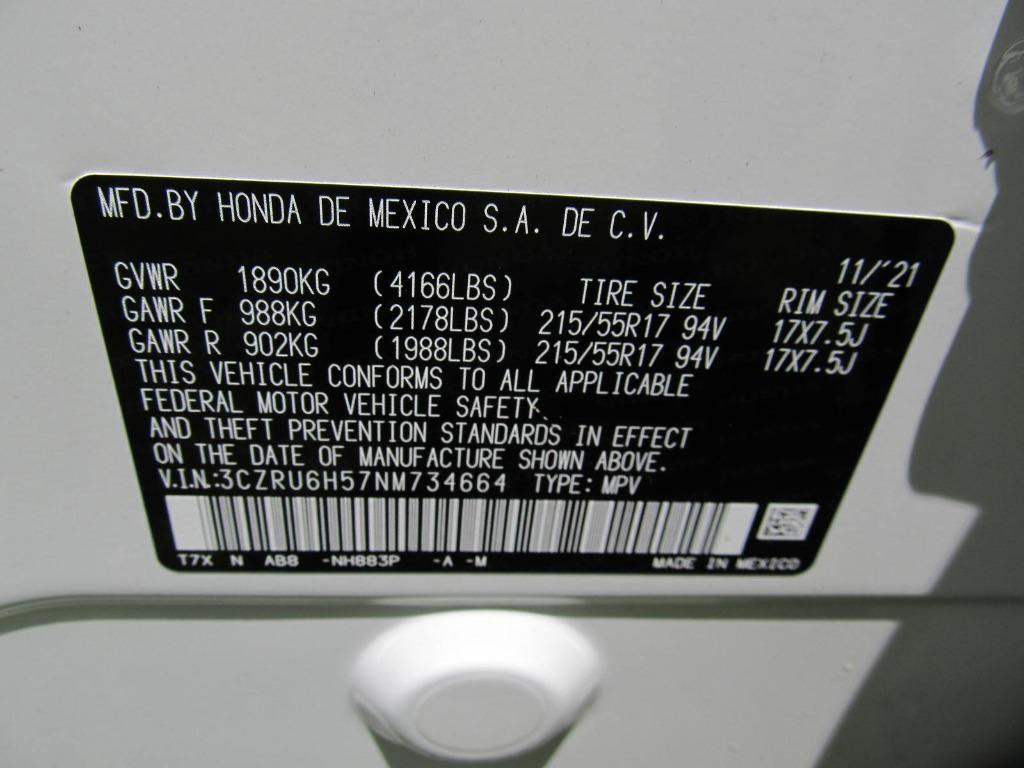 MFD.BY HONDA DE MEXICO S.A. DE C.V.
11/'21
GVWR 1890KG (4166LBS) TIRE SIZE RIM SIZE
GAWR F 988KG (2178LBS) 215/55R17 94V 17X7.5J
GAWR R 902KG (1988LBS) 215/55R17 94V 17X7.5J
THIS VEHICLE CONFORMS TO ALL APPLICABLE
FEDERAL MOTOR VEHICLE SAFETY
AND THEFT PREVENTION STANDARDS IN EFFECT
ON THE DATE OF MANUFACTURE SHOWN ABOVE.
V.I.N.:3CZRU6H57NM734664 TYPE: MPV
T7X N AB8 -NH883P -A -M MADE IN MEXICO